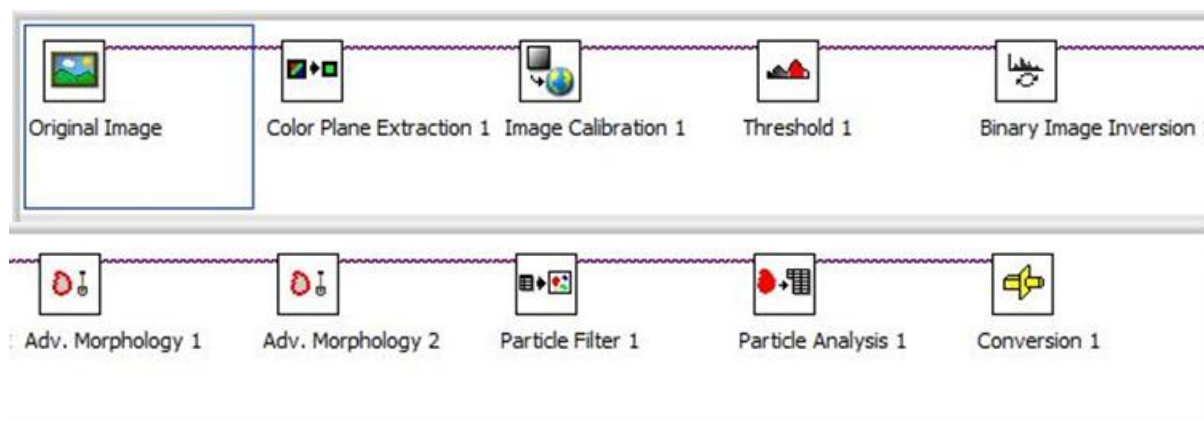 Original Image
Color Plane Extraction 1
Image Calibration 1
Threshold 1
Binary Image Inversion
Adv. Morphology 1
Adv. Morphology 2
Particle Filter 1
Particle Analysis 1
Conversion 1